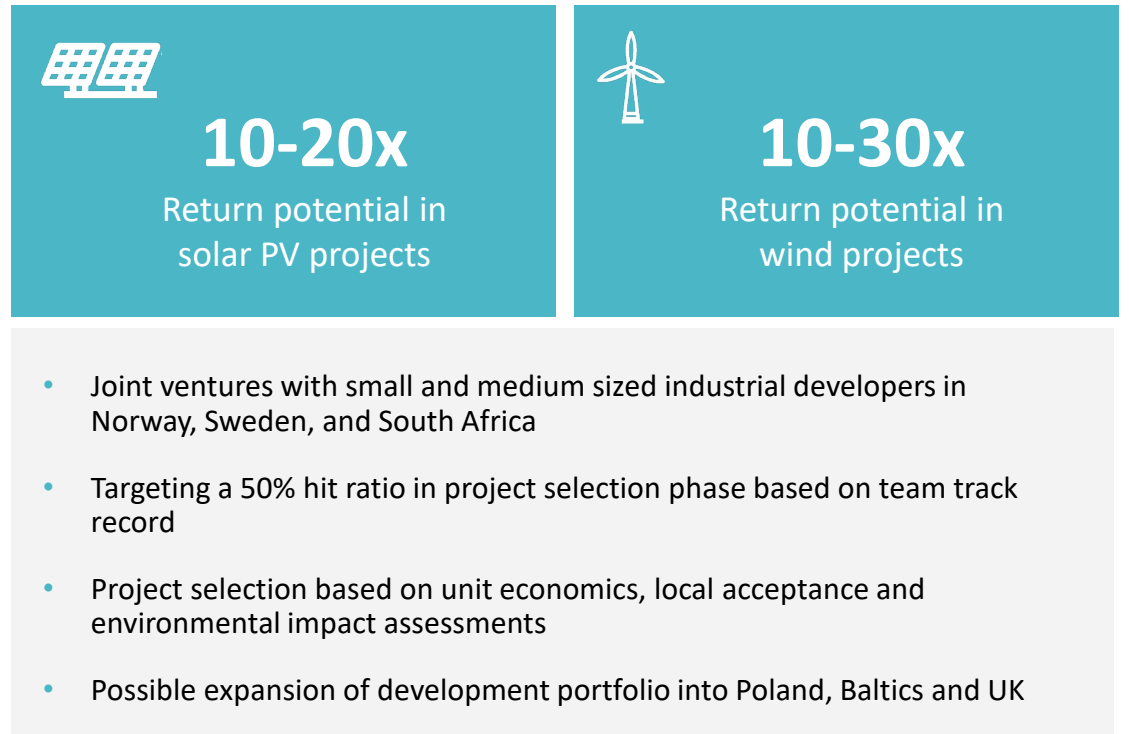 10-20x
Return potential in
solar PV projects
10-30x
Return potential in
wind projects
• Joint ventures with small and medium sized industrial developers in
Norway, Sweden, and South Africa
• Targeting a 50% hit ratio in project selection phase based on team track
record
• Project selection based on unit economics, local acceptance and
environmental impact assessments
• Possible expansion of development portfolio into Poland, Baltics and UK